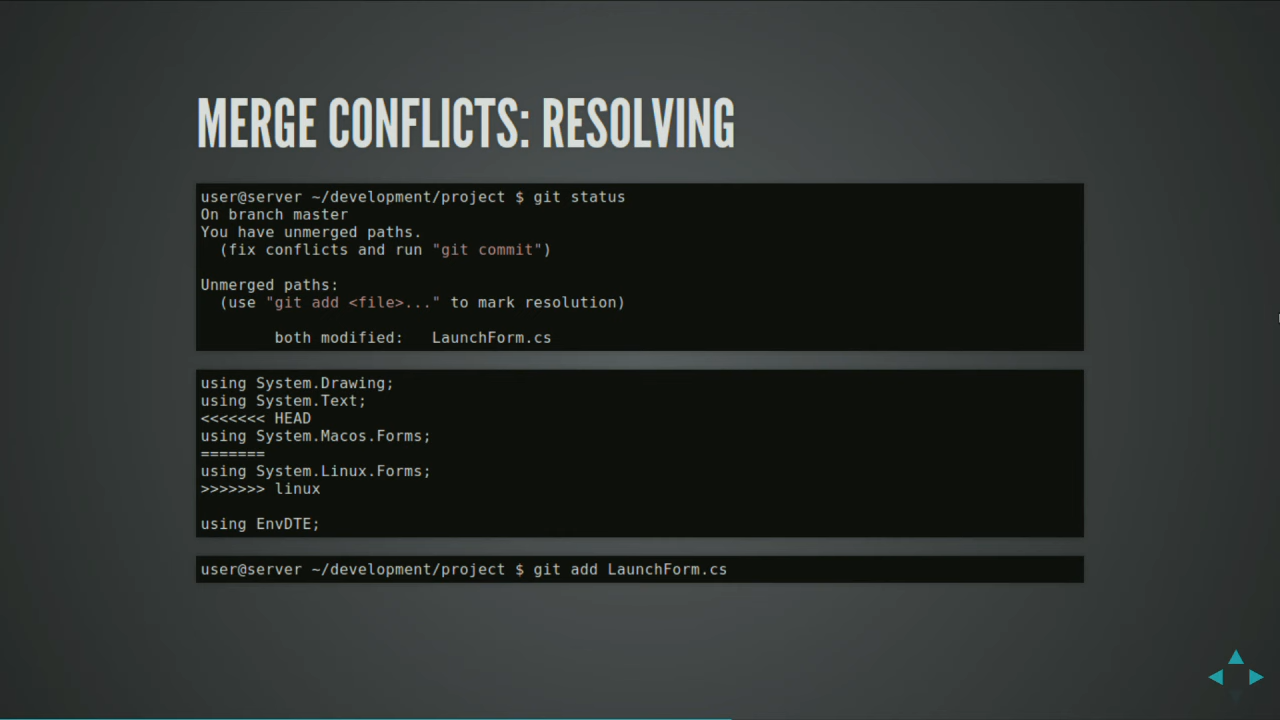 MERGE CONFLICTS: RESOLVING
user@server ~/development/project $ git status
On branch master
You have unmerged paths.
  (fix conflicts and run "git commit")

Unmerged paths:
  (use "git add <file>..." to mark resolution)

        both modified:   LaunchForm.cs
using System.Drawing;
using System.Text;
<<<<<<< HEAD
using System.Macos.Forms;
=======
using System.Linux.Forms;
>>>>>>> linux

using EnvDTE;
user@server ~/development/project $ git add LaunchForm.cs